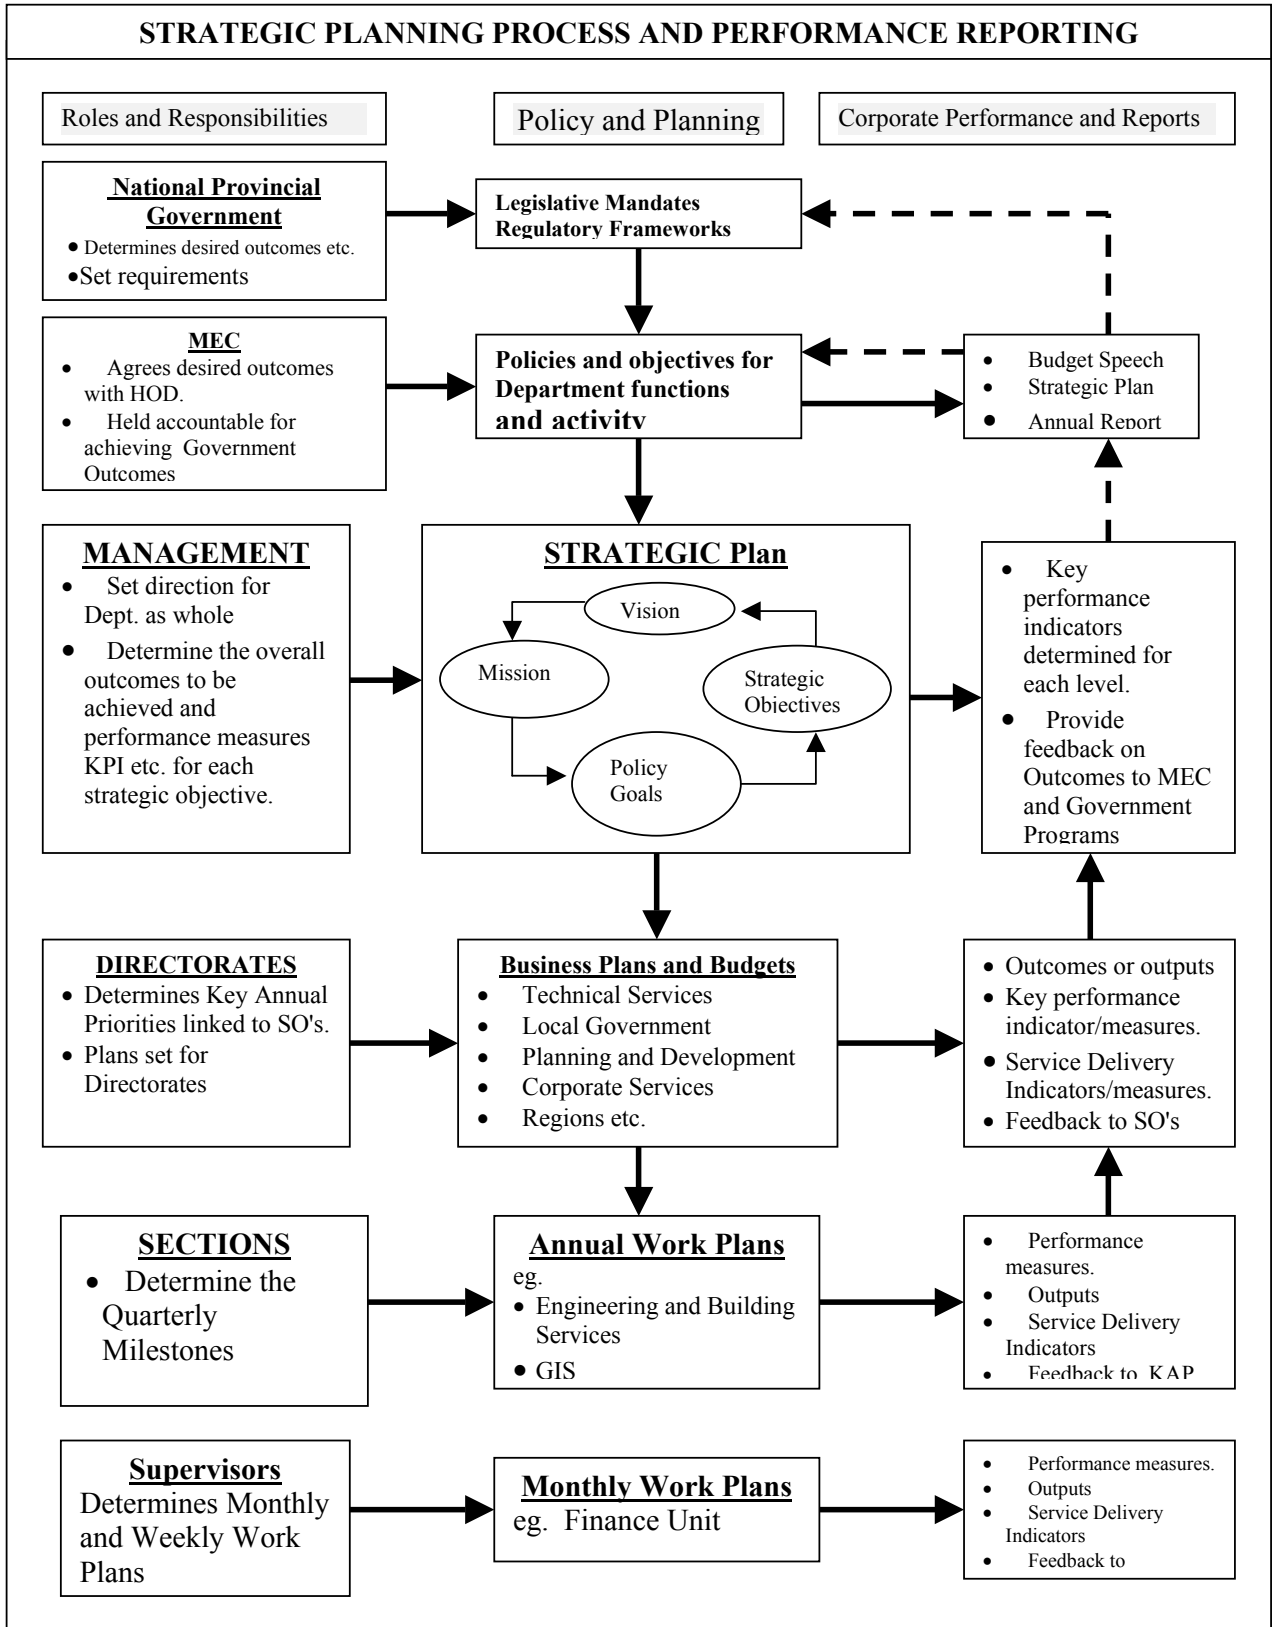 STRATEGIC PLANNING PROCESS AND PERFORMANCE REPORTING
Roles and Responsibilities
Policy and Planning
Corporate Performance and Reports
National Provincial
Government
• Determines desired outcomes etc.
• Set requirements
Legislative Mandates
Regulatory Frameworks
MEC
• Agrees desired outcomes
with HOD.
• Held accountable for
achieving Government
Outcomes
Policies and objectives for
Department functions
and activity
• Budget Speech
• Strategic Plan
• Annual Report
MANAGEMENT
• Set direction for
Dept. as whole
• Determine the overall
outcomes to be
achieved and
performance measures
KPI etc. for each
strategic objective.
STRATEGIC Plan
Vision
Mission
Strategic
Objectives
Policy
Goals
• Key
performance
indicators
determined for
each level.
• Provide
feedback on
Outcomes to MEC
and Government
Programs
DIRECTORATES
• Determines Key Annual
Priorities linked to SO's.
• Plans set for
Directorates
Business Plans and Budgets
• Technical Services
• Local Government
• Planning and Development
• Corporate Services
• Regions etc.
• Outcomes or outputs
• Key performance
indicator/measures.
• Service Delivery
Indicators/measures.
• Feedback to SO's
SECTIONS
• Determine the
Quarterly
Milestones
Annual Work Plans
eg.
• Engineering and Building
Services
• GIS
• Performance
measures.
• Outputs
• Service Delivery
Indicators
• Feedback to KAP
Supervisors
Determines Monthly
and Weekly Work
Plans
Monthly Work Plans
eg. Finance Unit
• Performance measures.
• Outputs
• Service Delivery
Indicators
• Feedback to